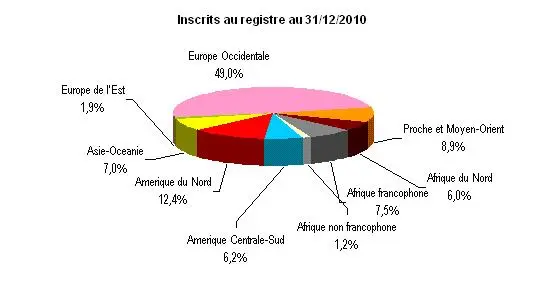 Inscrits au registre au 31/12/2010
Europe Occidentale
49,0%
Europe de l'Est
1,9%
Proche et Moyen-Orient
8,9%
Asie-Oceanie
7,0%
Amerique du Nord
12,4%
Afrique du Nord
6,0%
Afrique francophone
7,5%
Afrique non francophone
1,2%
Amerique Centrale-Sud
6,2%